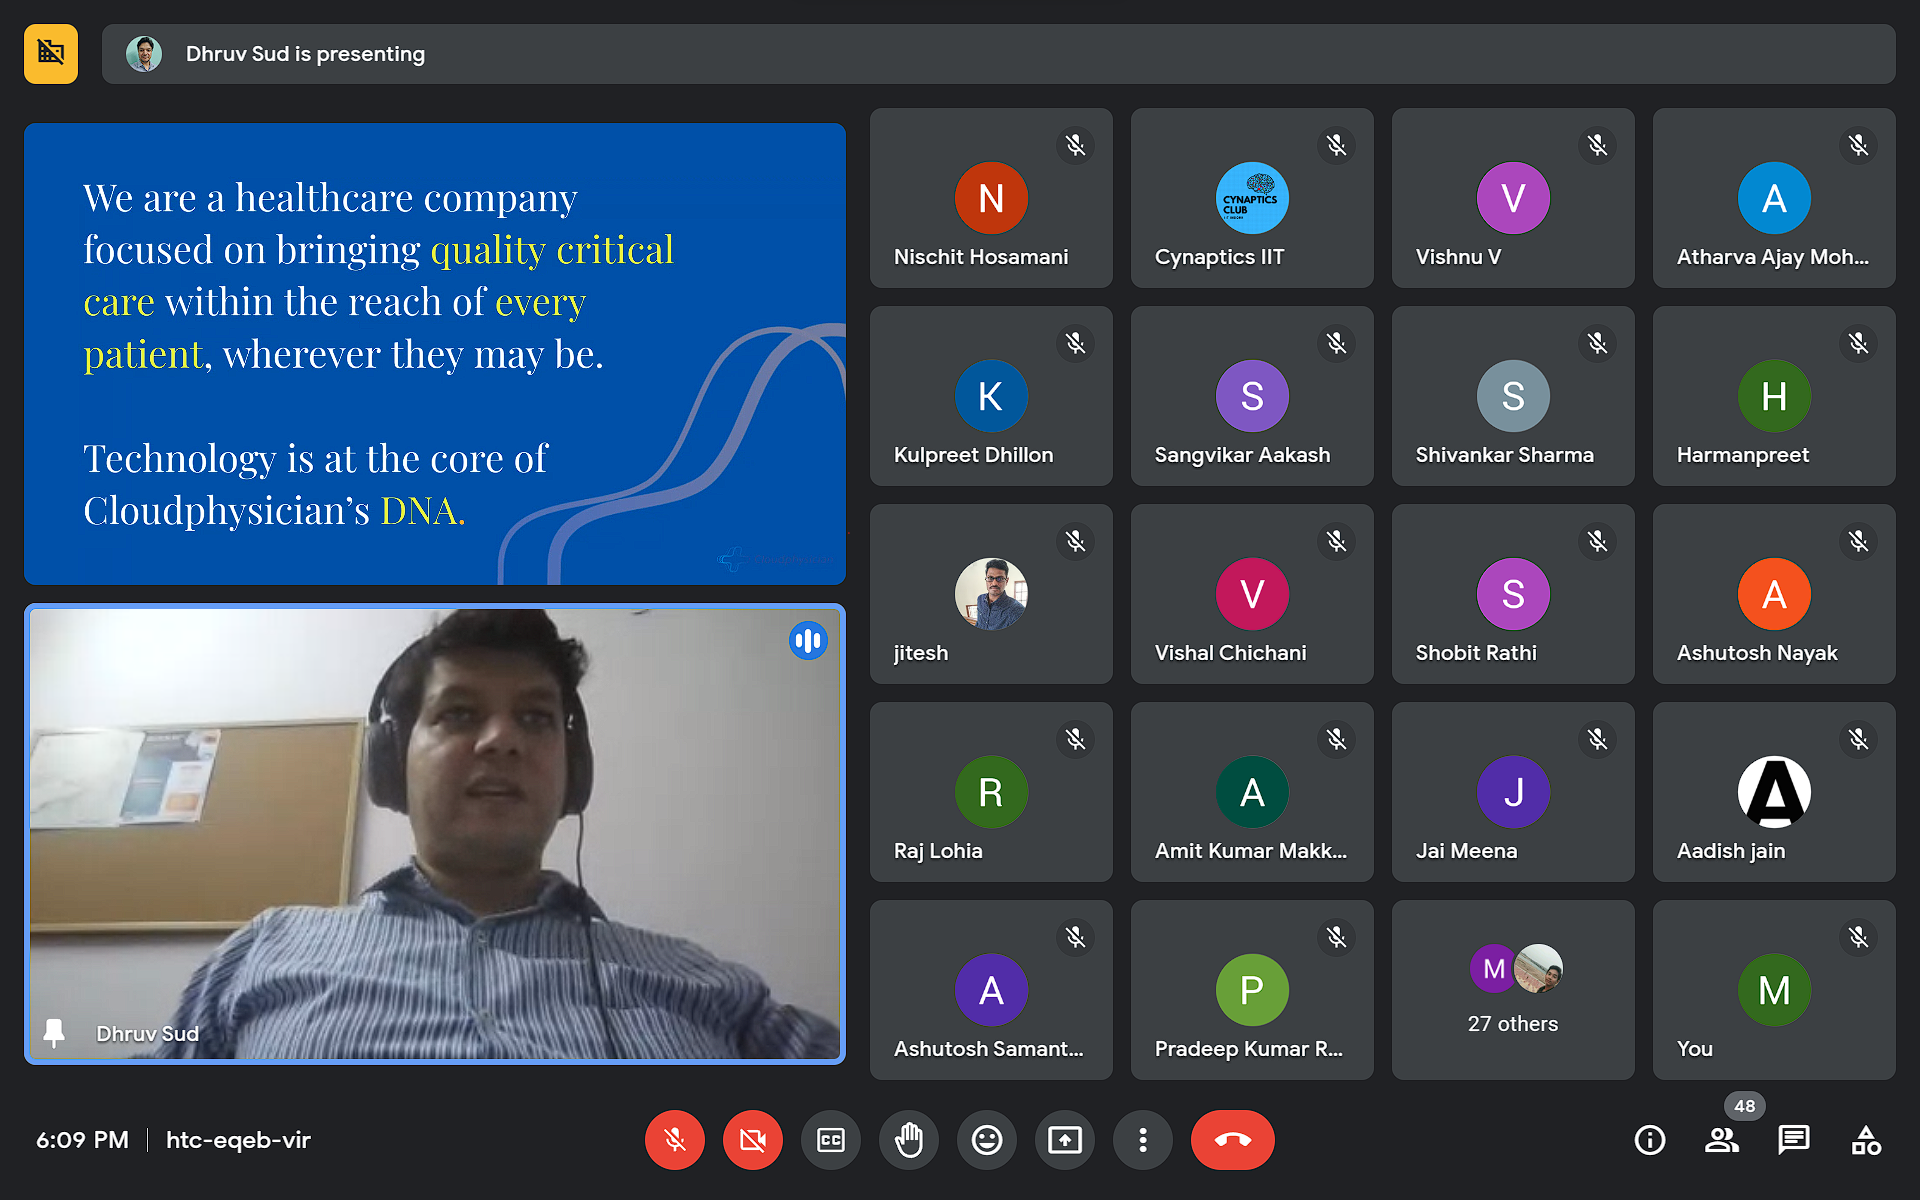 Dhruv Sud is presenting
We are a healthcare company
focused on bringing quality critical
care within the reach of every
patient, wherever they may be.
Technology is at the core of
Cloudphysician's DNA.
Dhruv Sud
N
Nischit Hosamani
CYNAPTICS
CLUB
Cynaptics IIT
V
Vishnu V
A
Atharva Ajay Moh...
K
Kulpreet Dhillon
S
Sangvikar Aakash
S
Shivankar Sharma
H
Harmanpreet
jitesh
V
Vishal Chichani
S
Shobit Rathi
A
Ashutosh Nayak
R
Raj Lohia
A
Amit Kumar Makk...
J
Jai Meena
A
Aadish jain
A
Ashutosh Samant...
P
Pradeep Kumar R...
M
27 others
M
You
6:09 PM
htc-eqeb-vir
CC
48